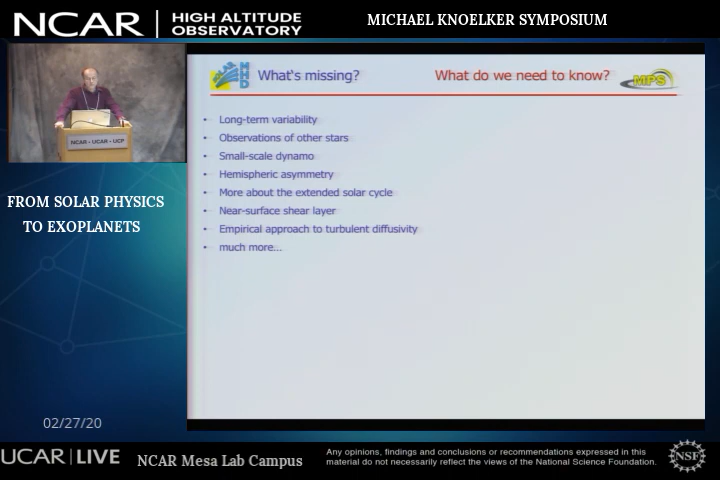 NCAR
HIGH ALTITUDE
OBSERVATORY
MICHAEL KNOELKER SYMPOSIUM
NCAR - UCAR - UCP
FROM SOLAR PHYSICS
TO EXOPLANETS
02/27/20
MHD
What's missing?
What do we need to know?
MPS
• Long-term variability
• Observations of other stars
• Small-scale dynamo
• Hemispheric asymmetry
• More about the extended solar cycle
• Near-surface shear layer
• Empirical approach to turbulent diffusivity
• much more...
UCAR | LIVE
NCAR Mesa Lab Campus
Any opinions, findings and conclusions or recommendations expressed in this
material do not necessarily reflect the views of the National Science Foundation.
NSF